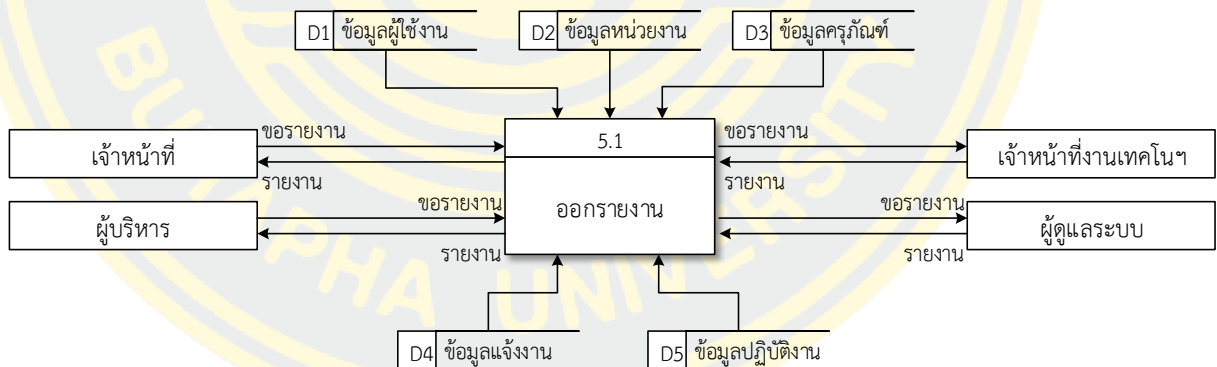 D1 ข้อมูลผู้ใช้งาน
D2 ข้อมูลหน่วยงาน
D3 ข้อมูลครุภัณฑ์
ขอรายงาน
5.1
ขอรายงาน
เจ้าหน้าที่
เจ้าหน้าที่งานเทคโนฯ
รายงาน
รายงาน
ขอรายงาน
ออกรายงาน
ขอรายงาน
ผู้บริหาร
ผู้ดูแลระบบ
รายงาน
รายงาน
D4 ข้อมูลแจ้งงาน
D5 ข้อมูลปฏิบัติงาน
BURAPHA UNIVERSITY